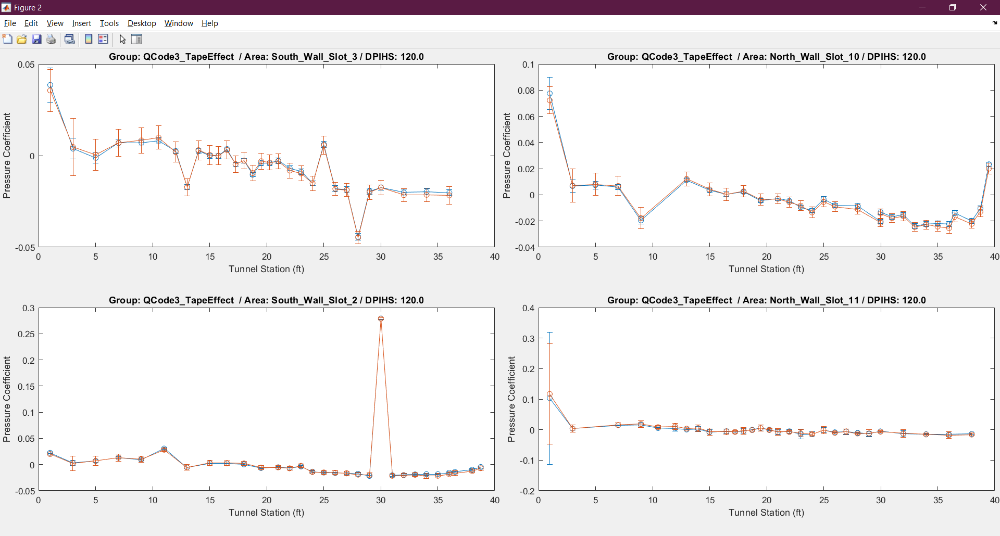 Figure 2
File Edit View Insert Tools Desktop Window Help
Group: QCode3_TapeEffect / Area: South_Wall_Slot_3 / DPIHS: 120.0
0.05
0
-0.05
Pressure Coefficient
0 5 10 15 20 25 30 35 40
Tunnel Station (ft)
Group: QCode3_TapeEffect / Area: North_Wall_Slot_10 / DPIHS: 120.0
0.1
0.08
0.06
0.04
0.02
0
-0.02
-0.04
Pressure Coefficient
0 5 10 15 20 25 30 35 40
Tunnel Station (ft)
Group: QCode3_TapeEffect / Area: South_Wall_Slot_2 / DPIHS: 120.0
0.3
0.25
0.2
0.15
0.1
0.05
0
-0.05
Pressure Coefficient
0 5 10 15 20 25 30 35 40
Tunnel Station (ft)
Group: QCode3_TapeEffect / Area: North_Wall_Slot_11 / DPIHS: 120.0
0.4
0.3
0.2
0.1
0
-0.1
-0.2
Pressure Coefficient
0 5 10 15 20 25 30 35 40
Tunnel Station (ft)